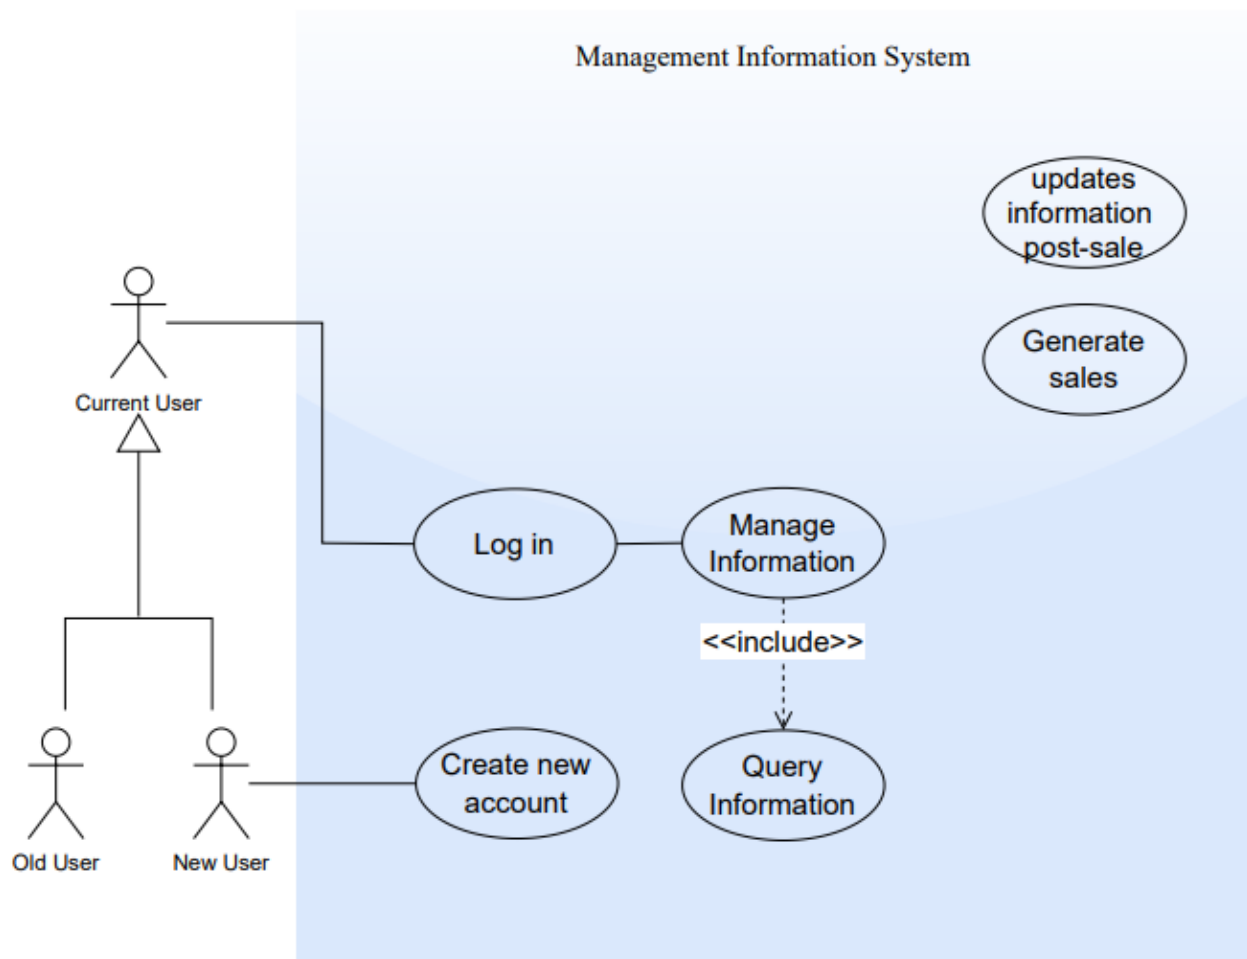 Management Information System
updates
information
post-sale
Generate
sales
Current User
Log in
Manage
Information
<<include>>
Create new
account
Query
Information
Old User
New User